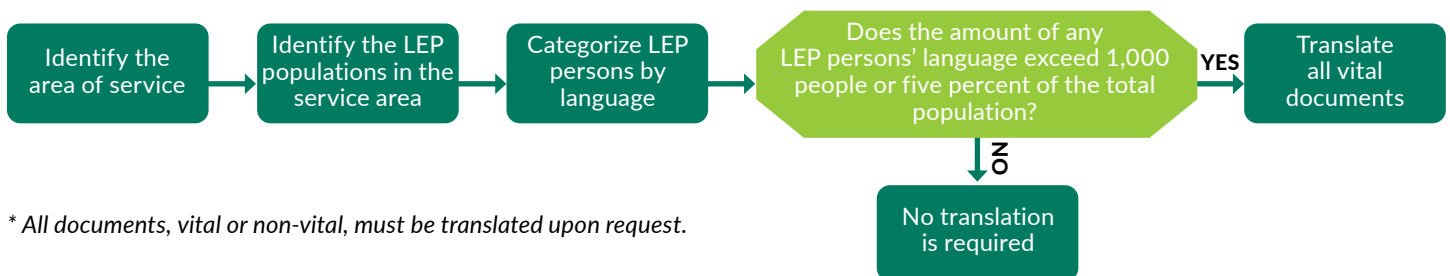 Identify the
area of service
Identify the LEP
populations in the
service area
Categorize LEP
persons by
language
Does the amount of any
LEP persons’ language exceed 1,000
people or five percent of the total
population?
YES
Translate
all vital
documents
NO
No translation
is required
* All documents, vital or non-vital, must be translated upon request.